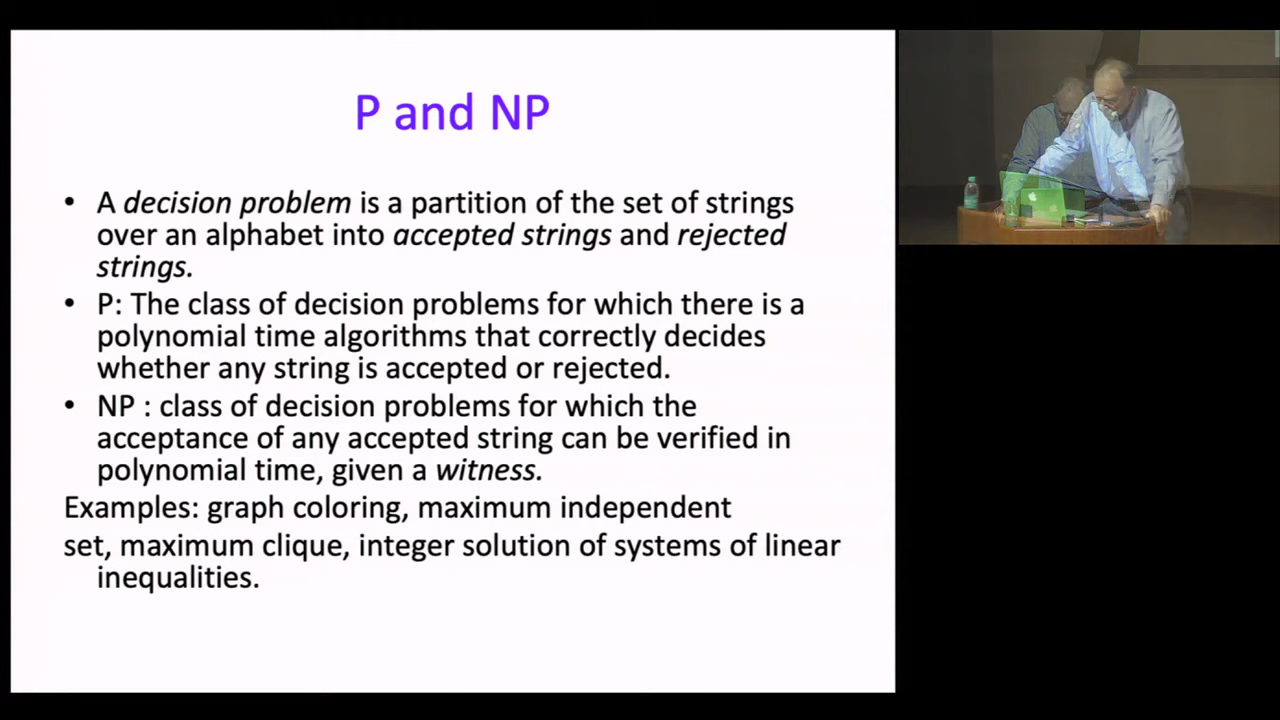 P and NP
• A decision problem is a partition of the set of strings
over an alphabet into accepted strings and rejected
strings.
• P: The class of decision problems for which there is a
polynomial time algorithms that correctly decides
whether any string is accepted or rejected.
• NP : class of decision problems for which the
acceptance of any accepted string can be verified in
polynomial time, given a witness.
Examples: graph coloring, maximum independent
set, maximum clique, integer solution of systems of linear
inequalities.